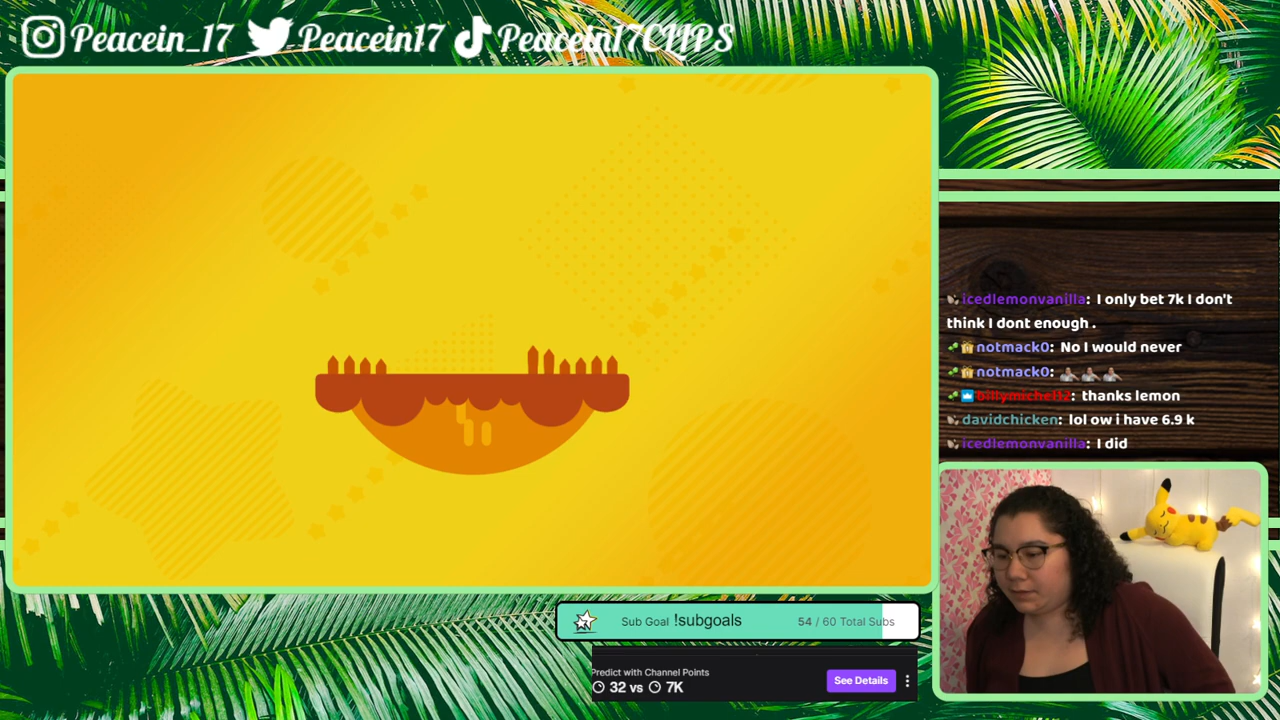 Peacein_17 Peacein17 Peacein17ClIPS
icedlemonvanilla: I only bet 7k I don't
think I dont enough .
notmack0: No I would never
notmack0:
billymichel12: thanks lemon
davidchicken: lol ow i have 6.9 k
icedlemonvanilla: I did
Sub Goal !subgoals 54 / 60 Total Subs
Predict with Channel Points
32 vs 7K
See Details